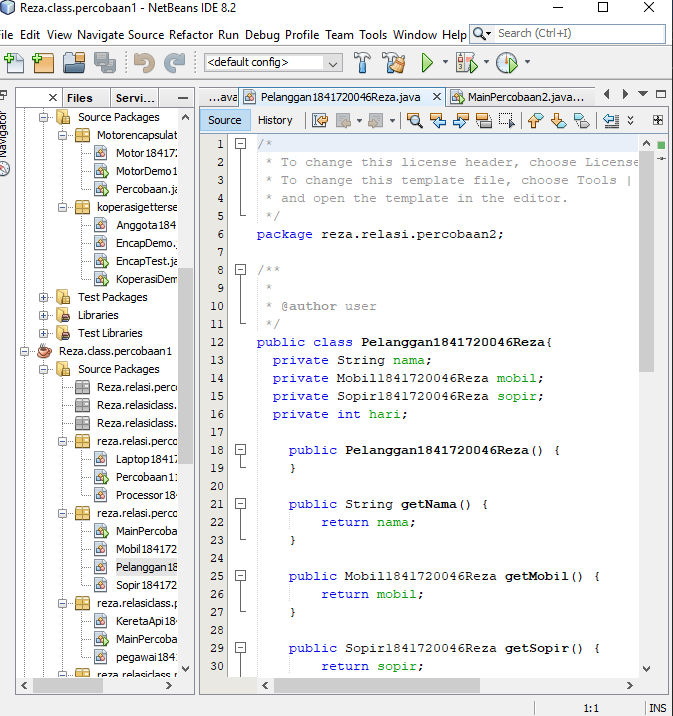 Reza.class.percobaan1 - NetBeans IDE 8.2
File Edit View Navigate Source Refactor Run Debug Profile Team Tools Window Help
Search (Ctrl+I)
<default config>
Files Servi...
...ava Pelanggan1841720046Reza.java MainPercobaan2.java...
Navigator
Source History
Source Packages
Motorencapsulat
Motor18417
MotorDemo1
Percobaan.ja
koperasigetterse
Anggota184
EncapDemo.j
EncapTest.ja
KoperasiDem
Test Packages
Libraries
Test Libraries
Reza.class.percobaan1
Source Packages
Reza.relasi.perco
Reza.relasiclass.
Reza.relasiclass.
reza.relasi.perco
Laptop18417
Percobaan11
Processor184
reza.relasi.perco
MainPercoba
Mobil184172
Pelanggan18
Sopir184172
reza.relasiclass.p
KeretaApi184
MainPercoba
pegawai1841
reza.relasiclass.p
1 /*
2 * To change this license header, choose License
3 * To change this template file, choose Tools |
4 * and open the template in the editor.
5 */
6 package reza.relasi.percobaan2;
7
8 /**
9 *
10 * @author user
11 */
12 public class Pelanggan1841720046Reza{
13 private String nama;
14 private Mobil1841720046Reza mobil;
15 private Sopir1841720046Reza sopir;
16 private int hari;
17
18 public Pelanggan1841720046Reza() {
19 }
20
21 public String getNama() {
22 return nama;
23 }
24
25 public Mobil1841720046Reza getMobil() {
26 return mobil;
27 }
28
29 public Sopir1841720046Reza getSopir() {
30 return sopir;
1:1 INS